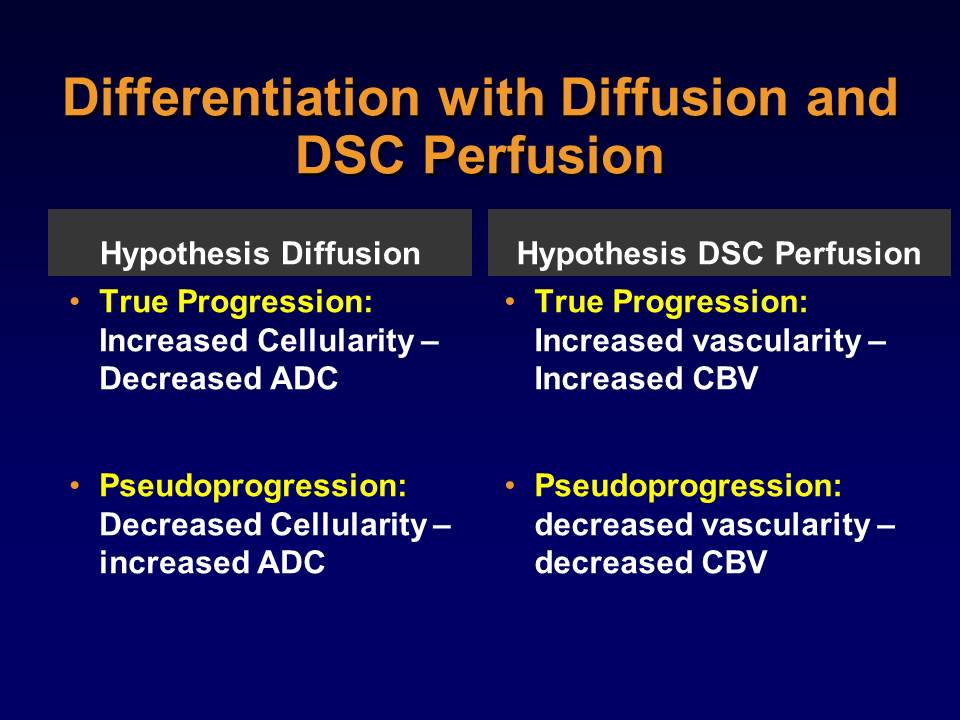 Differentiation with Diffusion and
DSC Perfusion
Hypothesis Diffusion
• True Progression:
Increased Cellularity –
Decreased ADC
• Pseudoprogression:
Decreased Cellularity –
increased ADC
Hypothesis DSC Perfusion
• True Progression:
Increased vascularity –
Increased CBV
• Pseudoprogression:
decreased vascularity –
decreased CBV